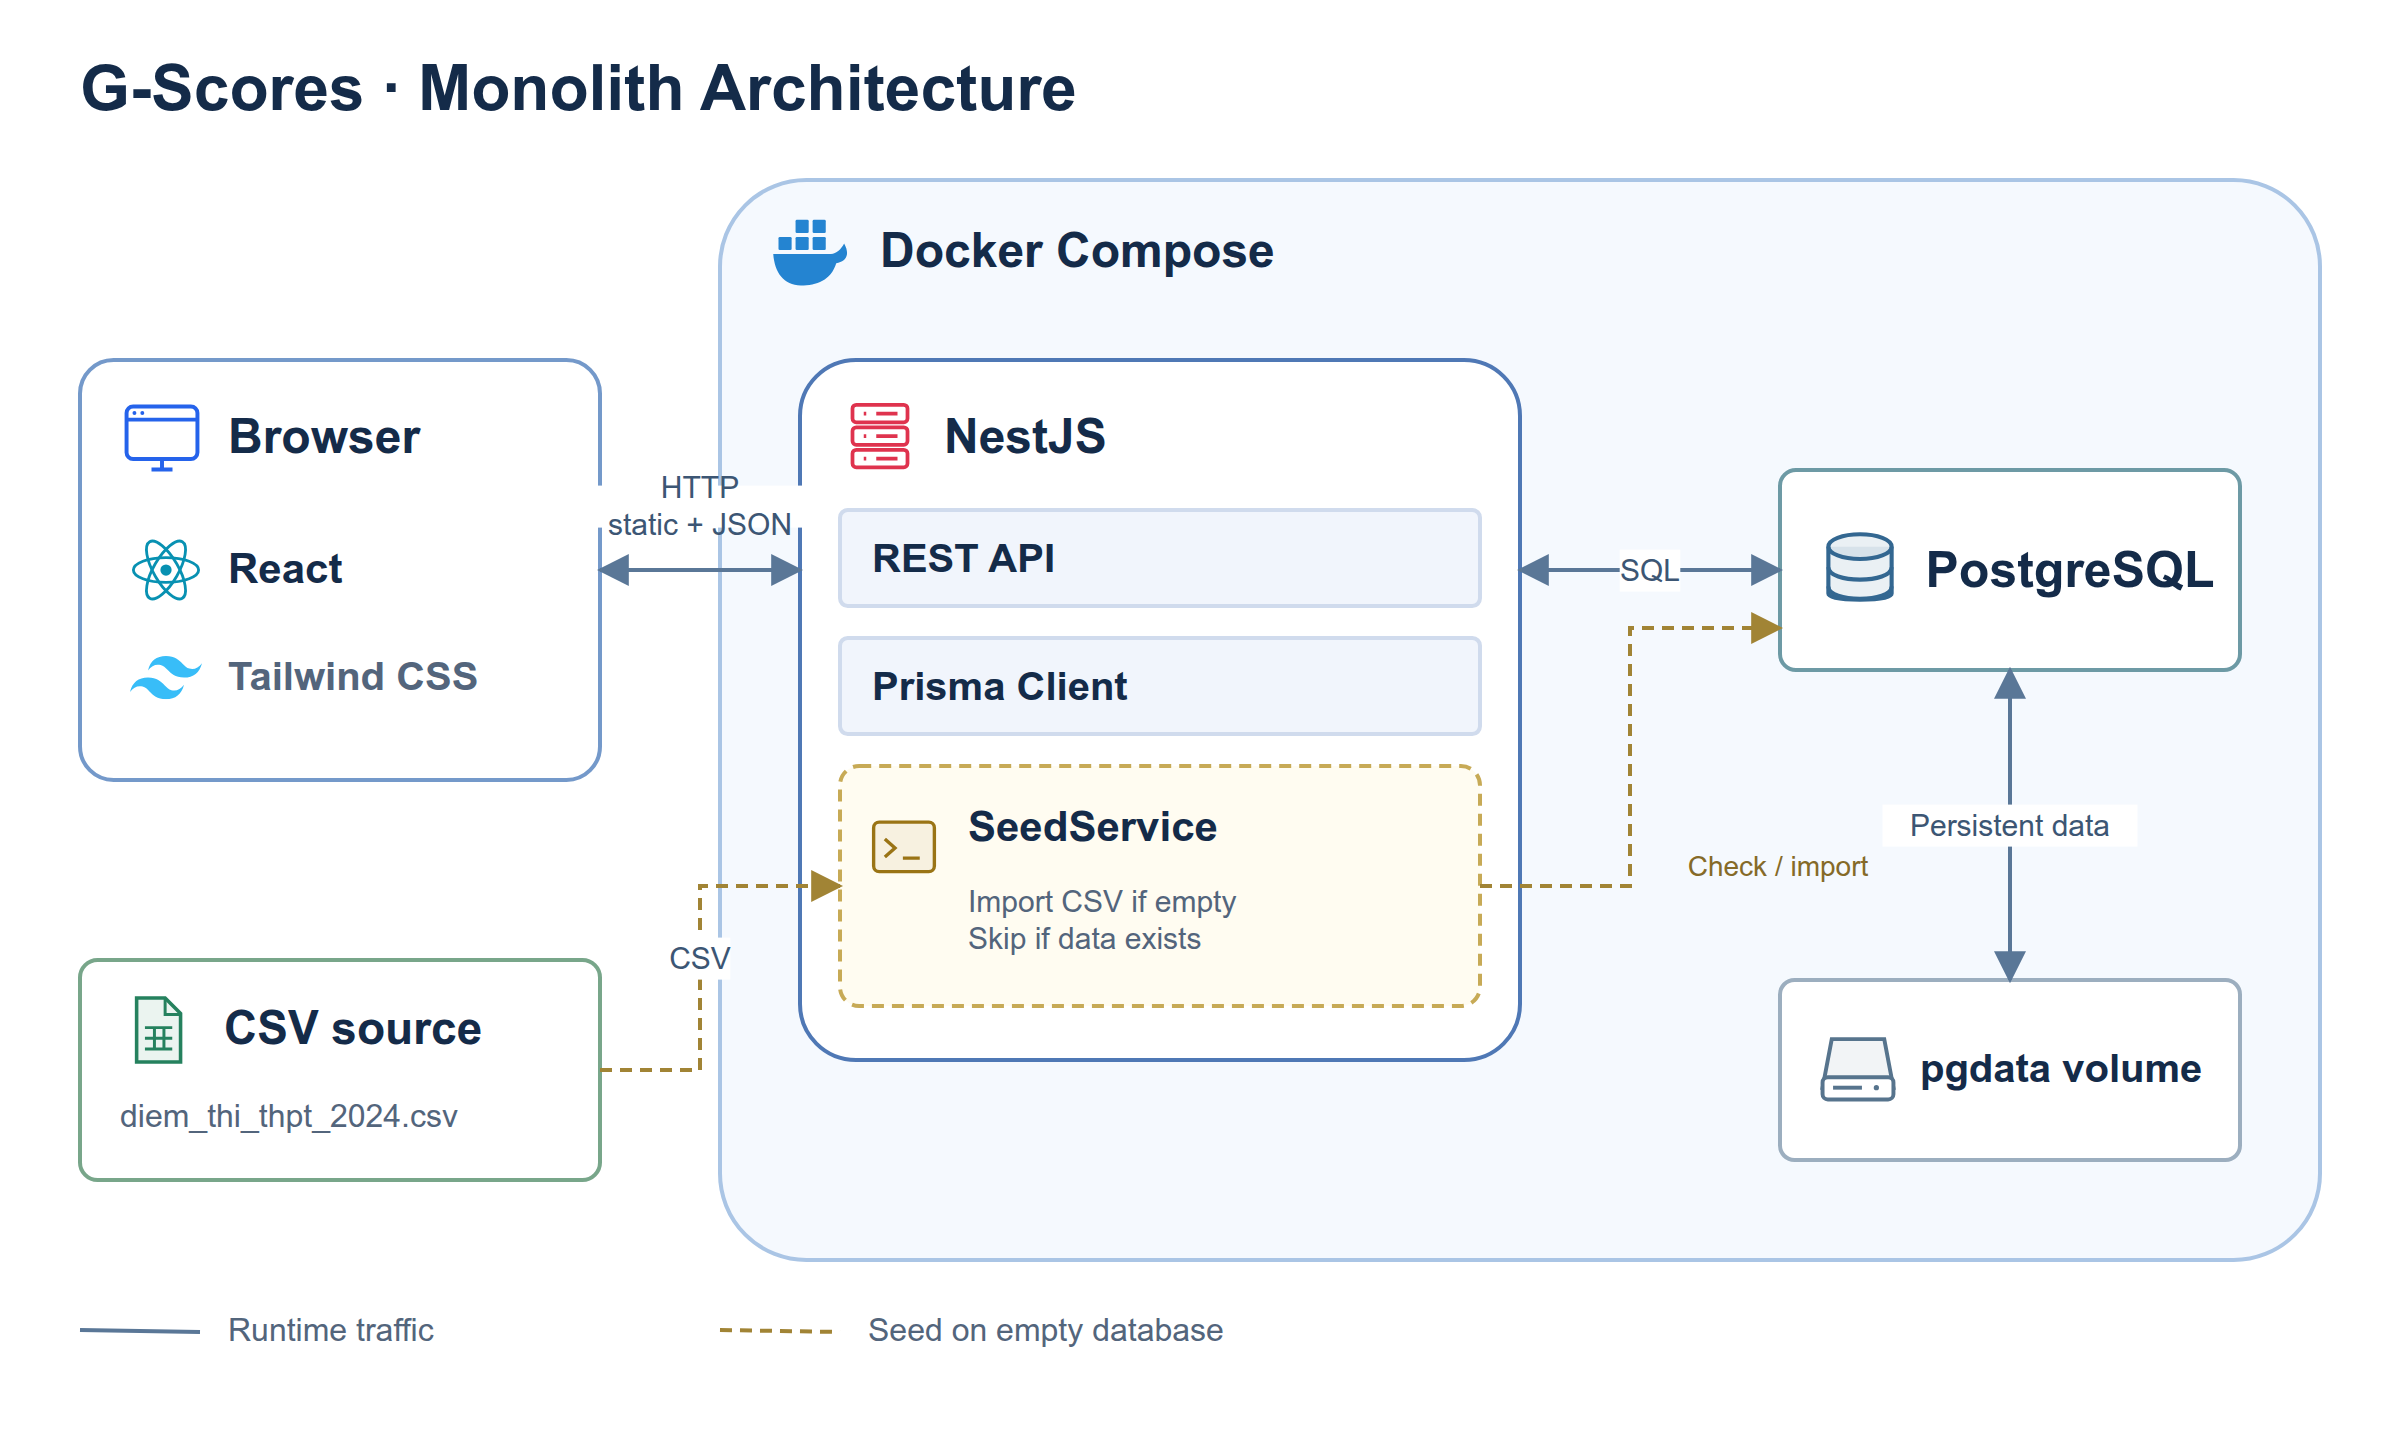 G-Scores · Monolith Architecture
Docker Compose
Browser
React
Tailwind CSS
HTTP
static + JSON
NestJS
REST API
Prisma Client
SeedService
Import CSV if empty
Skip if data exists
SQL
PostgreSQL
Persistent data
Check / import
CSV
CSV source
diem_thi_thpt_2024.csv
pgdata volume
Runtime traffic
Seed on empty database